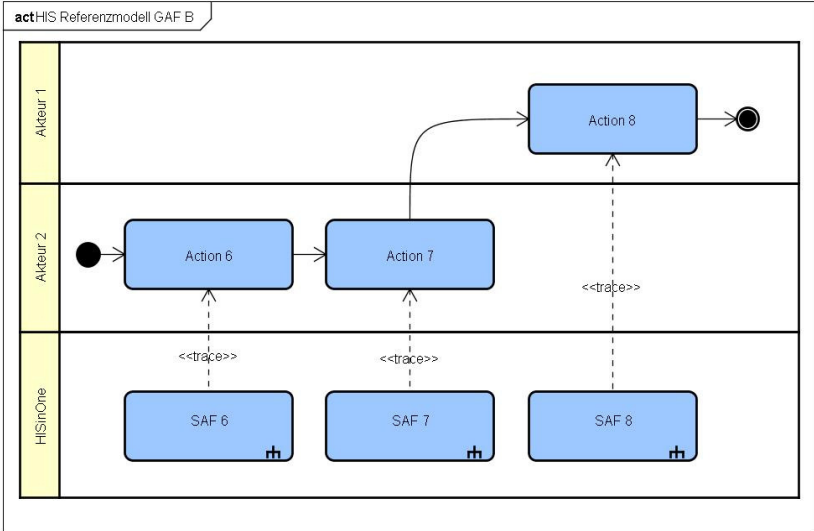 act HIS Referenzmodell GAF B
Akteur 1
Action 8
Akteur 2
Action 6
Action 7
<<trace>>
<<trace>>
<<trace>>
HISinOne
SAF 6
SAF 7
SAF 8